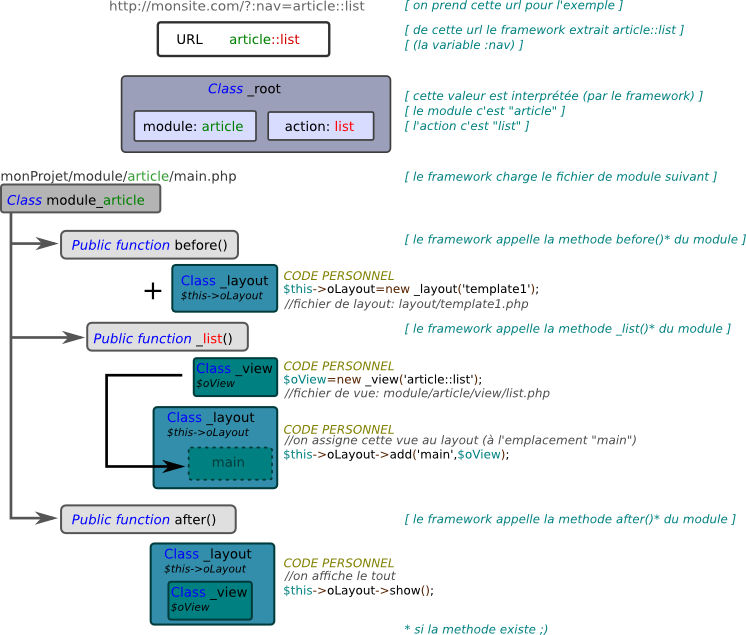 http://monsite.com/?:nav=article::list
[ on prend cette url pour l'exemple ]
URL article::list
[ de cette url le framework extrait article::list ]
[ (la variable :nav) ]
Class _root
[ cette valeur est interprétée (par le framework) ]
[ le module c'est "article" ]
module: article
action: list
[ l'action c'est "list" ]
monProjet/module/article/main.php
[ le framework charge le fichier de module suivant ]
Class module_article
Public function before()
[ le framework appelle la methode before()* du module ]
+
Class _layout
$this->oLayout
CODE PERSONNEL
$this->oLayout=new _layout('template1');
//fichier de layout: layout/template1.php
Public function _list()
[ le framework appelle la methode _list()* du module ]
Class _view
$oView
CODE PERSONNEL
$oView=new _view('article::list');
//fichier de vue: module/article/view/list.php
Class _layout
$this->oLayout
main
CODE PERSONNEL
//on assigne cette vue au layout (à l'emplacement "main")
$this->oLayout->add('main',$oView);
Public function after()
[ le framework appelle la methode after()* du module ]
Class _layout
$this->oLayout
Class _view
$oView
CODE PERSONNEL
//on affiche le tout
$this->oLayout->show();
* si la methode existe ;)